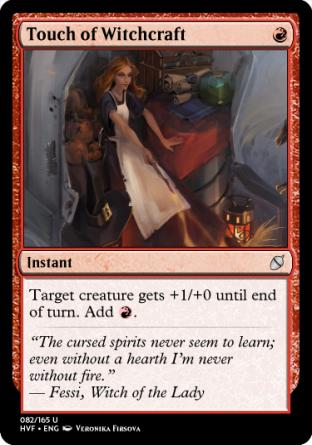 Touch of Witchcraft
Instant
Target creature gets +1/+0 until end
of turn. Add
.
“The cursed spirits never seem to learn;
even without a hearth I’m never
without fire.”
— Fessi, Witch of the Lady
082/165 U
HVF • ENG VERONIKA FIRSOVA